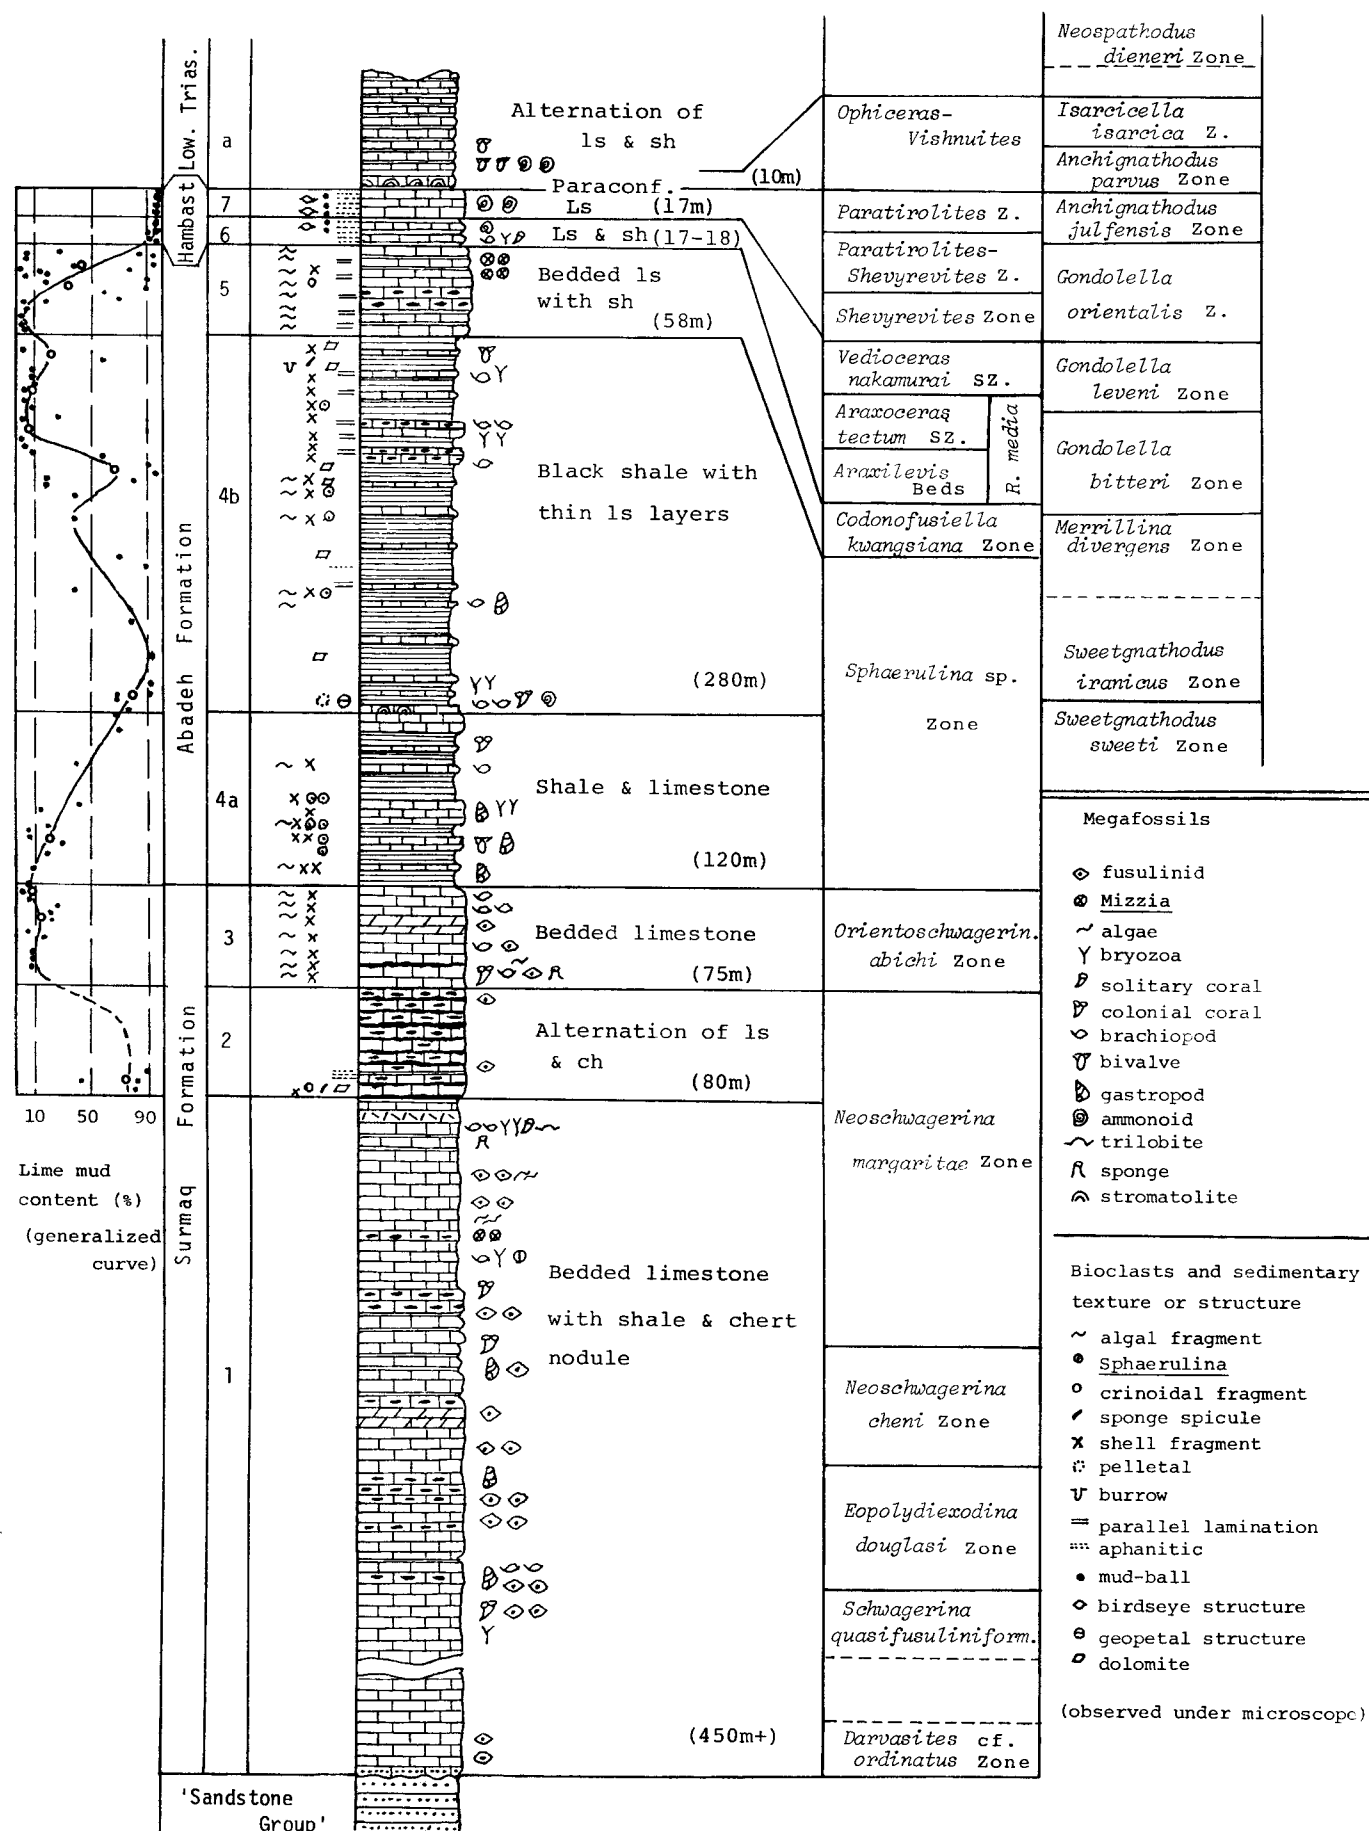 Low. Trias.
Hambast
Abadeh Formation
Surmaq Formation
a
7
6
5
4b
4a
3
2
1
10 50 90
Lime mud
content (%)
(generalized
curve)
'Sandstone
Group'
Alternation of
ls & sh
(10m)
Paraconf.
Ls (17m)
Ls & sh (17-18)
Bedded ls
with sh
(58m)
Black shale with
thin ls layers
(280m)
Shale & limestone
(120m)
Bedded limestone
(75m)
Alternation of ls
& ch
(80m)
Bedded limestone
with shale & chert
nodule
(450m+)
Ophiceras-
Vishnuites
Paratirolites Z.
Paratirolites-
Shevyrevites Z.
Shevyrevites Zone
Vedioceras
nakamurai SZ.
Araxoceras
tectum SZ.
Araxilevis
Beds
R. media
Codonofusiella
kwangsiana Zone
Sphaerulina sp.
Zone
Orientoschwagerin.
abichi Zone
Neoschwagerina
margaritae Zone
Neoschwagerina
cheni Zone
Eopolydiexodina
douglasi Zone
Schwagerina
quasifusuliniform.
Darvasites cf.
ordinatus Zone
Neospathodus
dieneri Zone
Isarcicella
isarcica Z.
Anchignathodus
parvus Zone
Anchignathodus
julfensis Zone
Gondolella
orientalis Z.
Gondolella
leveni Zone
Gondolella
bitteri Zone
Merrillina
divergens Zone
Sweetgnathodus
iranicus Zone
Sweetgnathodus
sweeti Zone
Megafossils
fusulinid
Mizzia
algae
bryozoa
solitary coral
colonial coral
brachiopod
bivalve
gastropod
ammonoid
trilobite
sponge
stromatolite
Bioclasts and sedimentary
texture or structure
algal fragment
Sphaerulina
crinoidal fragment
sponge spicule
shell fragment
pelletal
burrow
parallel lamination
aphanitic
mud-ball
birdseye structure
geopetal structure
dolomite
(observed under microscope)